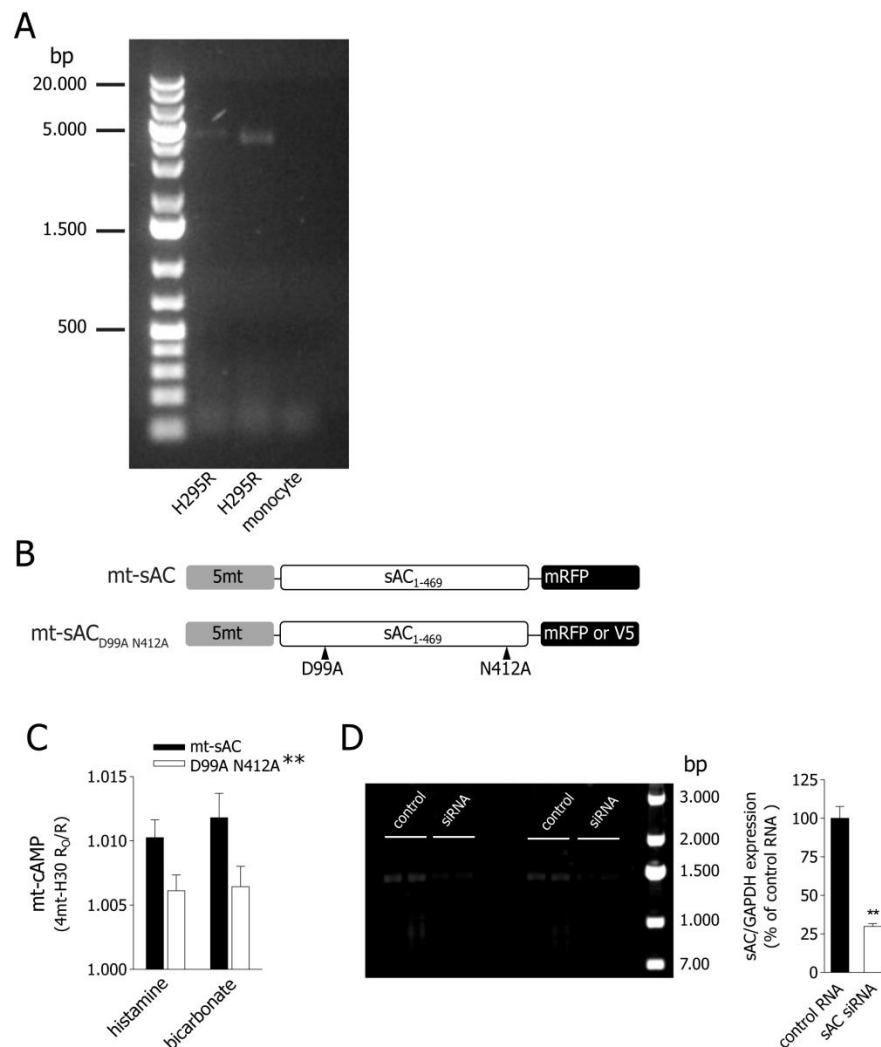 A
bp
20.000
5.000
1.500
500
H295R
H295R
monocyte
B
mt-sAC
5mt
sAC1-469
mRFP
mt-sACD99A N412A
5mt
sAC1-469
mRFP or V5
D99A
N412A
C
mt-sAC
D99A N412A**
mt-cAMP
(4mt-H30 RO/R)
1.015
1.010
1.005
1.000
histamine
bicarbonate
D
control
siRNA
control
siRNA
bp
3.000
2.000
1.500
1.000
7.00
sAC/GAPDH expression
(% of control RNA )
125
100
75
50
25
0
**
control RNA
sAC siRNA